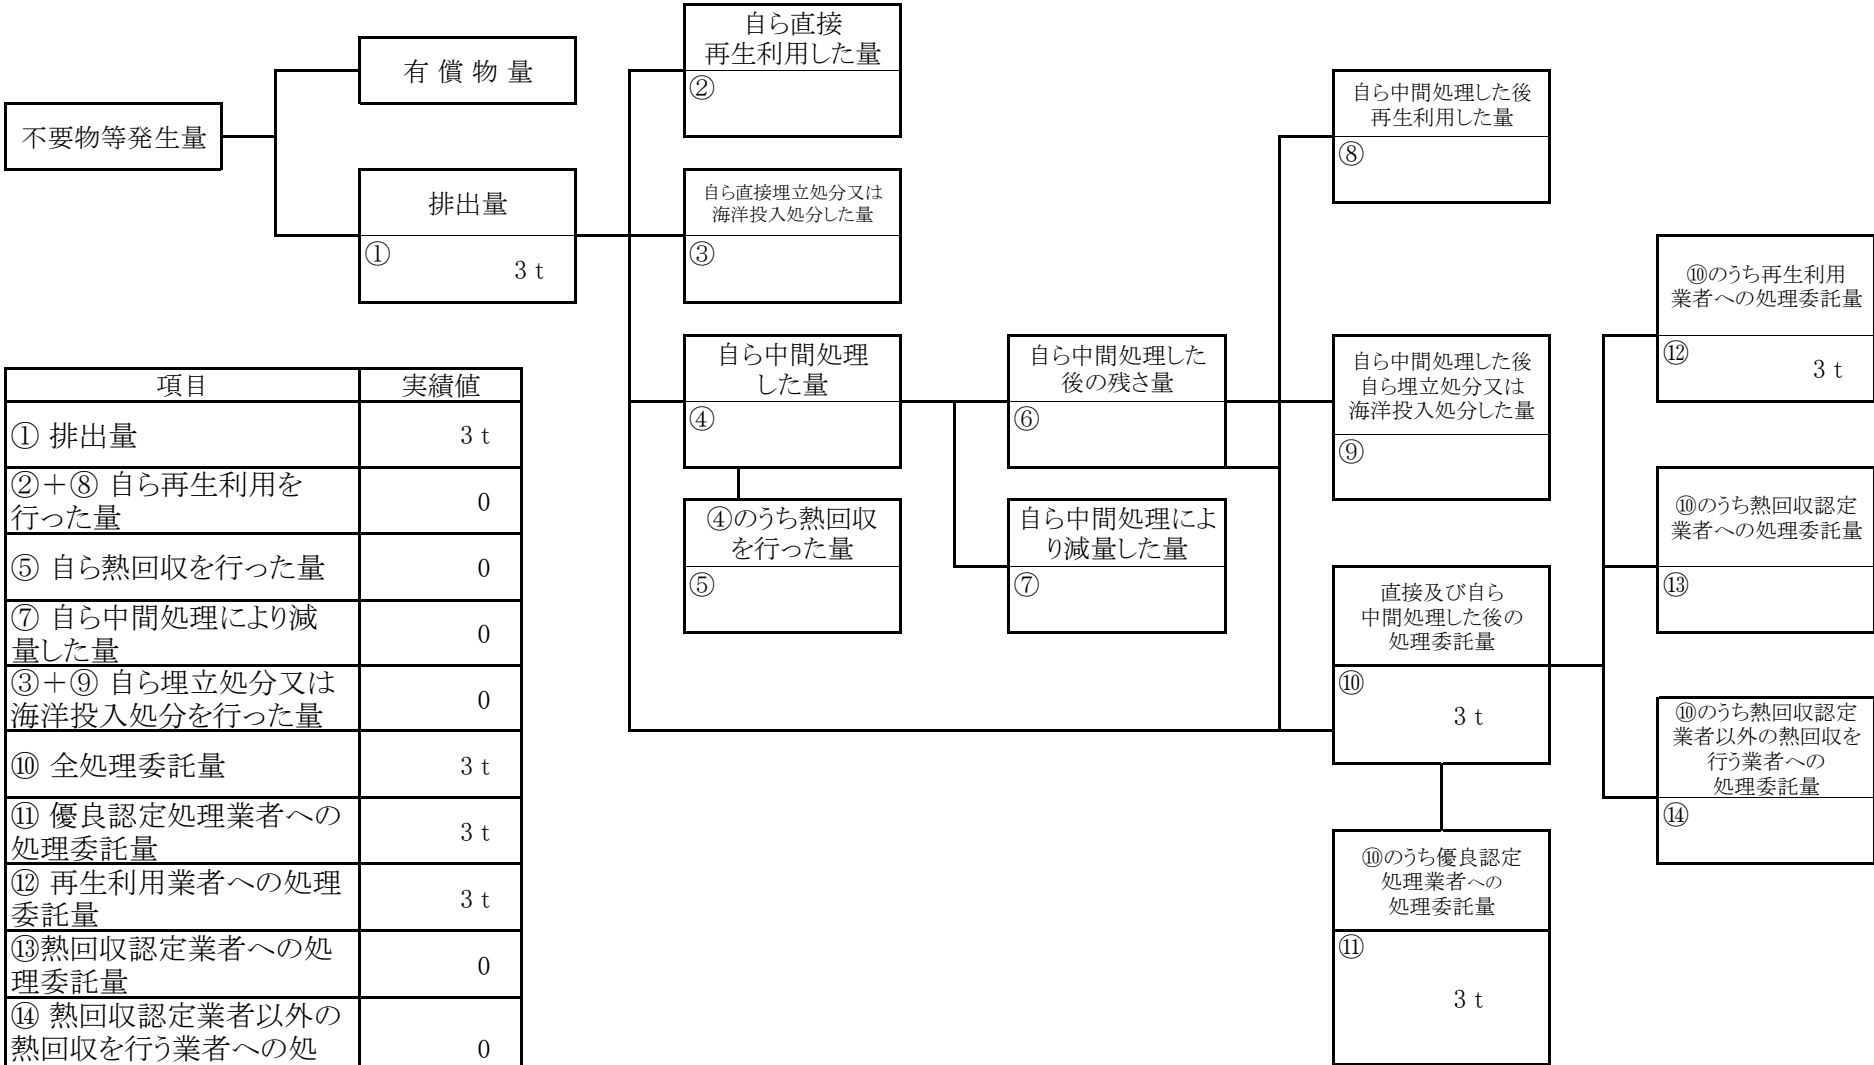 不要物等発生量
有 償 物 量
排出量
①
3 t
自ら直接
再生利用した量
②
自ら直接埋立処分又は
海洋投入処分した量
③
自ら中間処理
した量
④
④のうち熱回収
を行った量
⑤
自ら中間処理した
後の残さ量
⑥
自ら中間処理によ
り減量した量
⑦
自ら中間処理した後
再生利用した量
⑧
自ら中間処理した後
自ら埋立処分又は
海洋投入処分した量
⑨
直接及び自ら
中間処理した後の
処理委託量
⑩
3 t
⑩のうち優良認定
処理業者への
処理委託量
⑪
3 t
⑩のうち再生利用
業者への処理委託量
⑫
3 t
⑩のうち熱回収認定
業者への処理委託量
⑬
⑩のうち熱回収認定
業者以外の熱回収を
行う業者への
処理委託量
⑭
項目 実績値
① 排出量 3 t
②＋⑧ 自ら再生利用を
行った量 0
⑤ 自ら熱回収を行った量 0
⑦ 自ら中間処理により減
量した量 0
③＋⑨ 自ら埋立処分又は
海洋投入処分を行った量 0
⑩ 全処理委託量 3 t
⑪ 優良認定処理業者への
処理委託量 3 t
⑫ 再生利用業者への処理
委託量 3 t
⑬熱回収認定業者への処
理委託量 0
⑭ 熱回収認定業者以外の
熱回収を行う業者への処 0